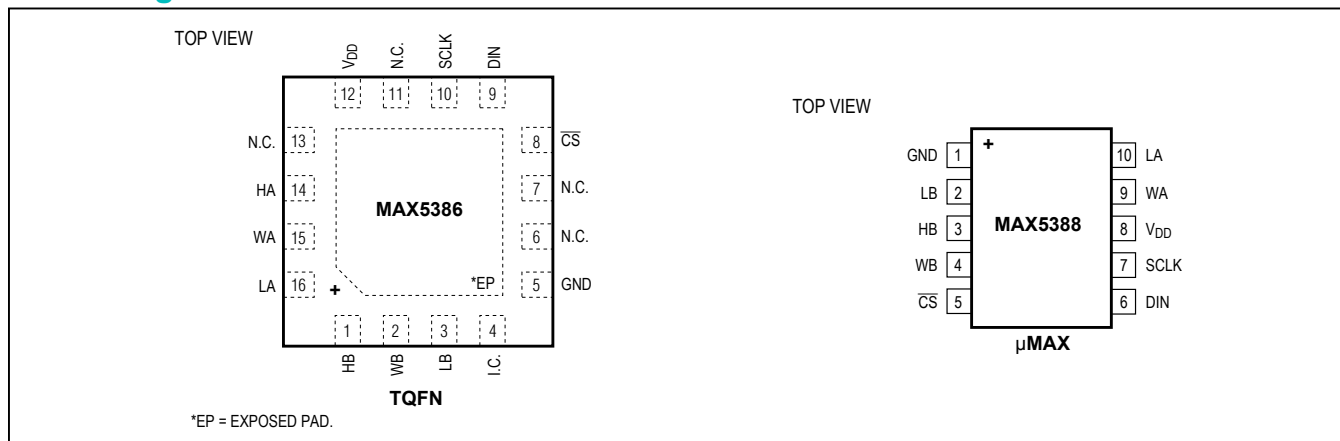 TOP VIEW
VDD
N.C.
SCLK
DIN
12
11
10
9
N.C. 13
8 CS
HA 14
7 N.C.
MAX5386
WA 15
6 N.C.
LA 16
+
*EP
5 GND
1
2
3
4
HB
WB
LB
I.C.
TQFN
*EP = EXPOSED PAD.
TOP VIEW
+
GND 1
10 LA
LB 2
9 WA
HB 3
MAX5388
8 VDD
WB 4
7 SCLK
CS 5
6 DIN
µMAX